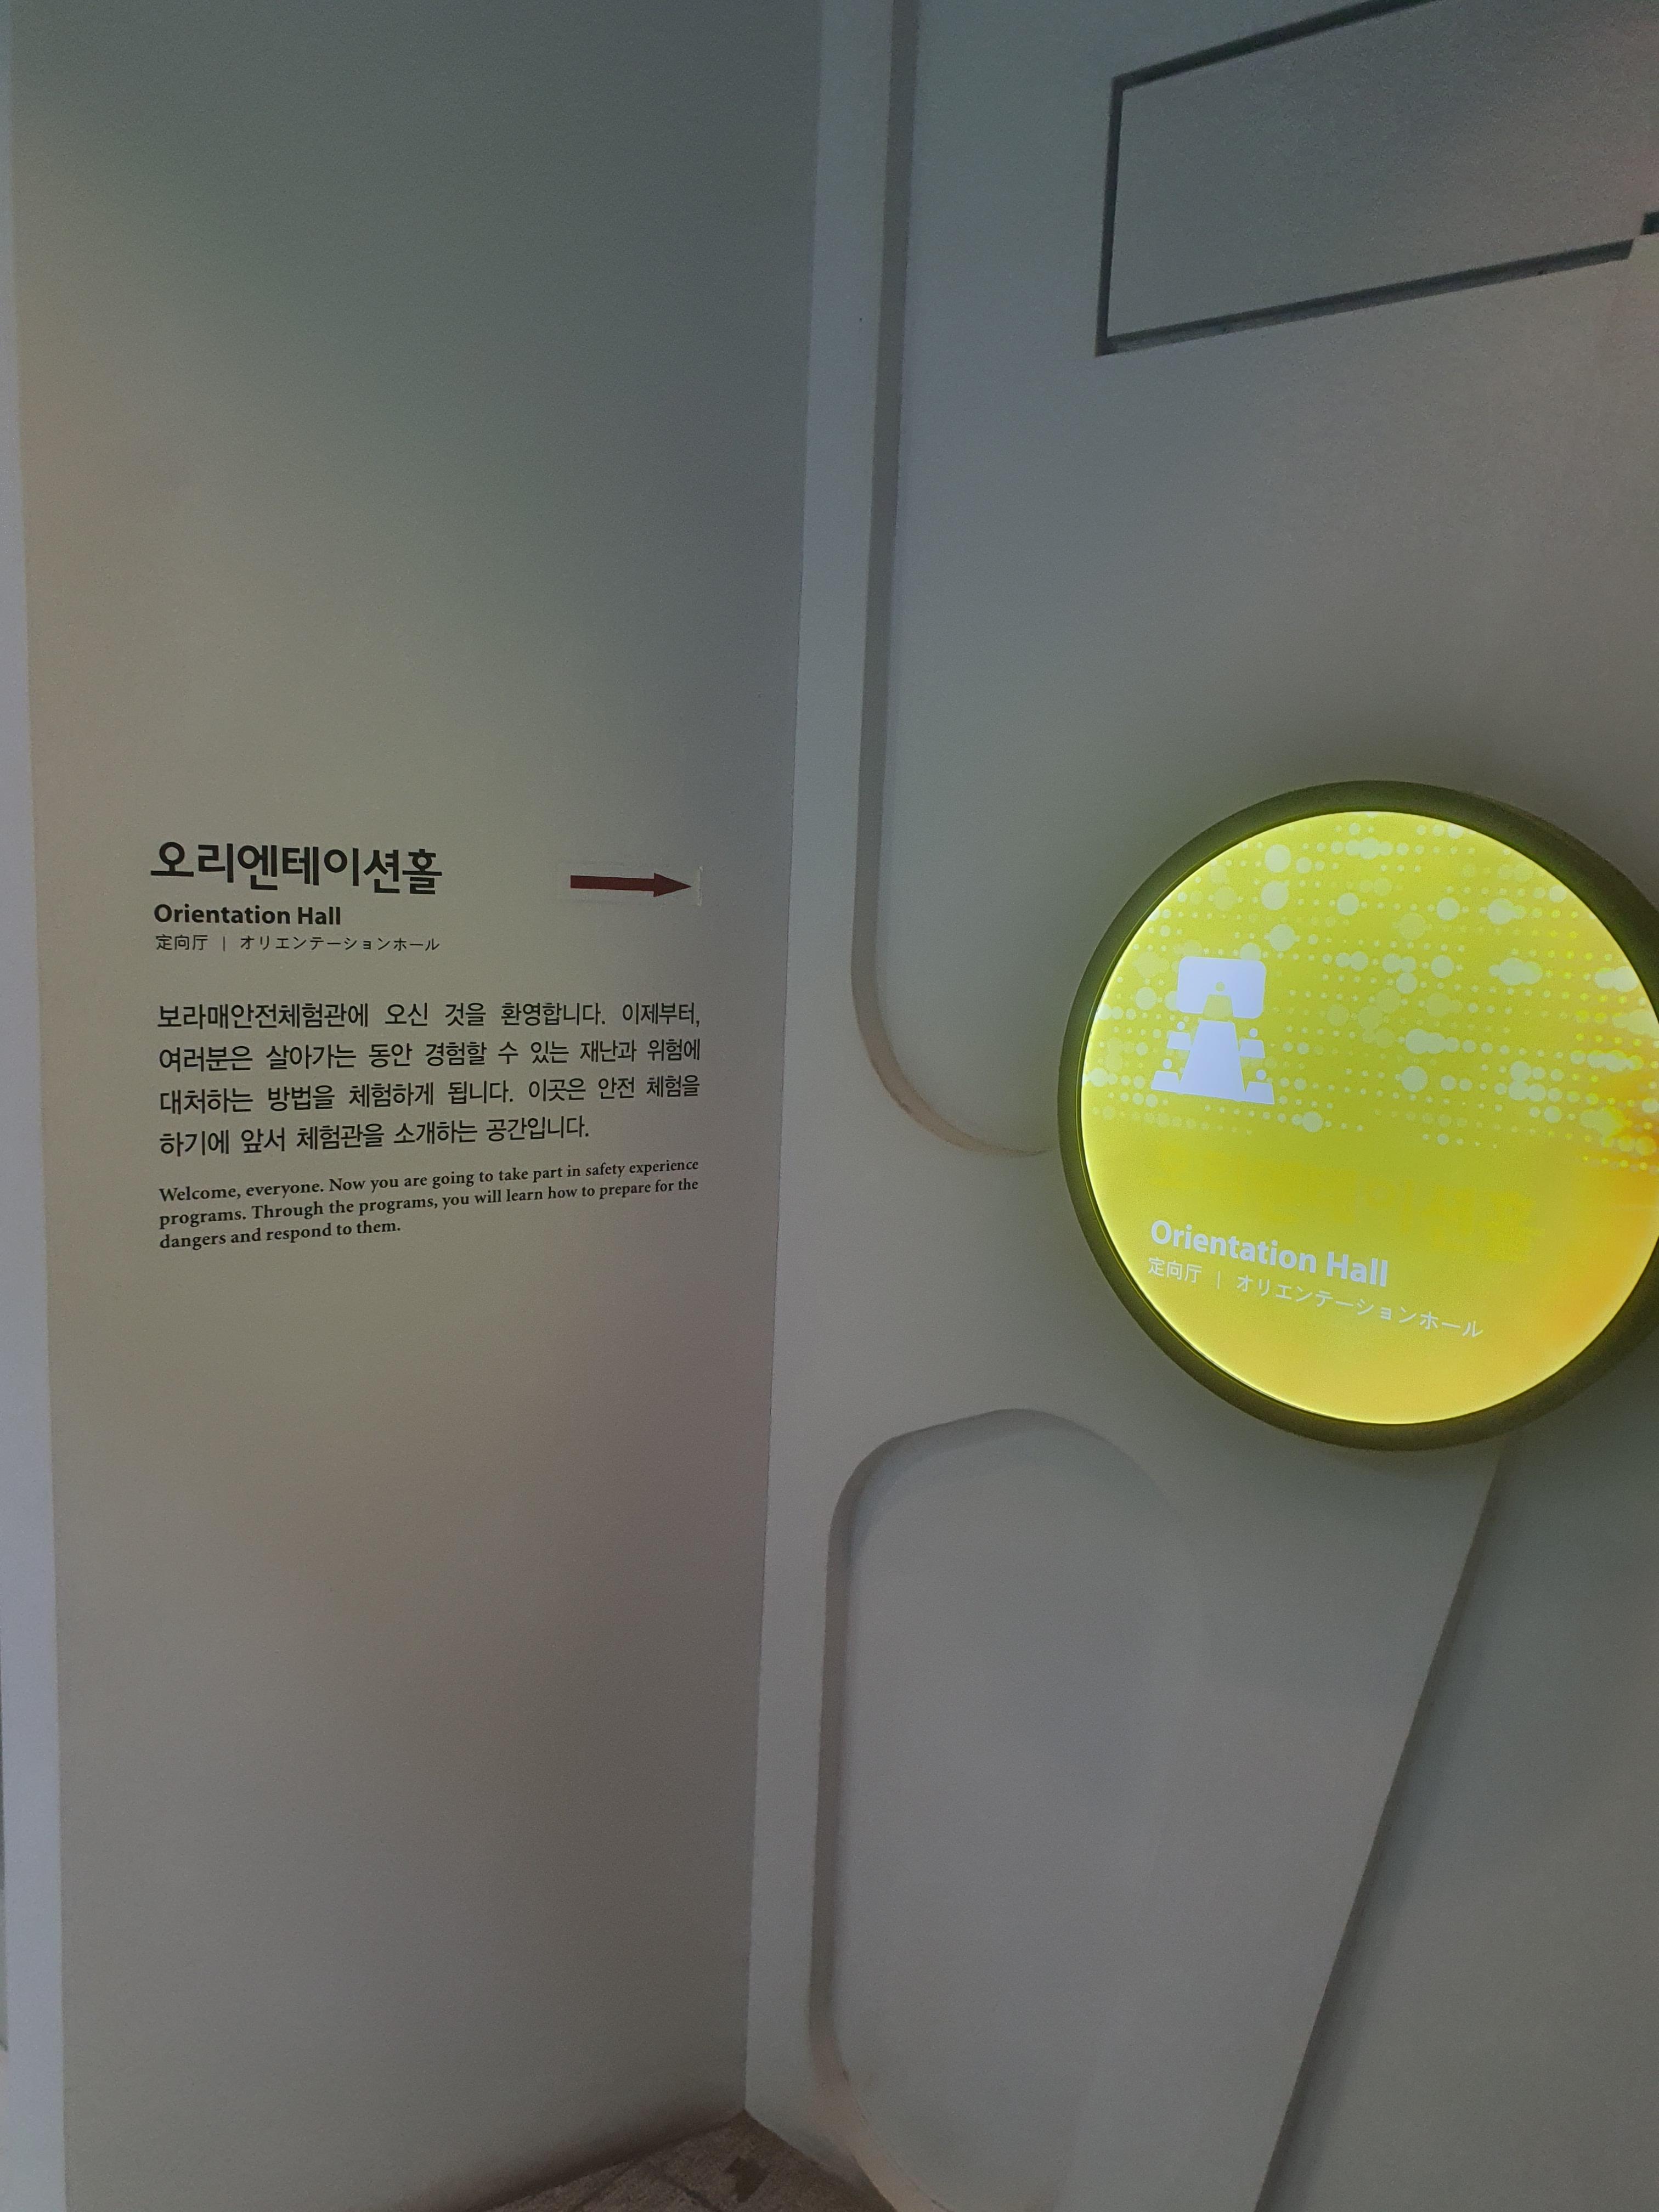 오리엔테이션홀
Orientation Hall
定向厅 | オリエンテーションホール
보라매안전체험관에 오신 것을 환영합니다. 이제부터,
여러분은 살아가는 동안 경험할 수 있는 재난과 위험에
대처하는 방법을 체험하게 됩니다. 이곳은 안전 체험을
하기에 앞서 체험관을 소개하는 공간입니다.
Welcome, everyone. Now you are going to take part in safety experience
programs. Through the programs, you will learn how to prepare for the
dangers and respond to them.
Orientation Hall
定向厅 | オリエンテーションホール